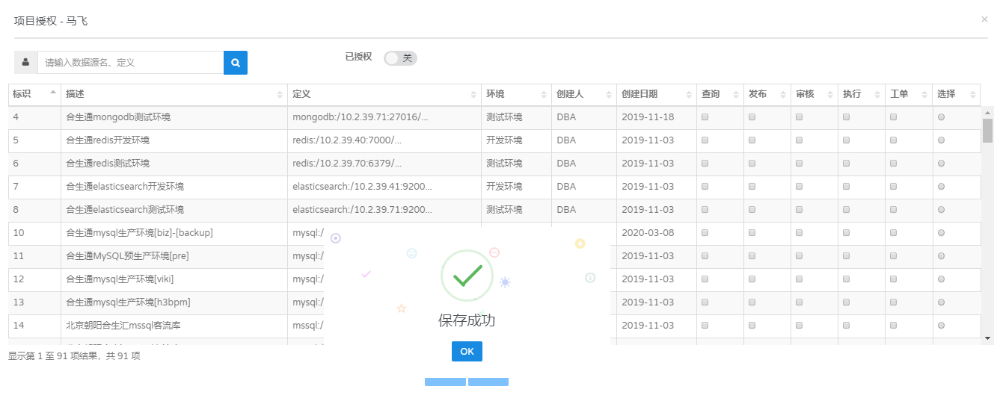 项目授权 - 马飞
×
请输入数据源名、定义
已授权 关
标识 描述 定义 环境 创建人 创建日期 查询 发布 审核 执行 工单 选择
4 合生通mongodb测试环境 mongodb:/10.2.39.71:27016/... 测试环境 DBA 2019-11-18
5 合生通redis开发环境 redis:/10.2.39.40:7000/... 开发环境 DBA 2019-11-03
6 合生通redis测试环境 redis:/10.2.39.70:6379/... 测试环境 DBA 2019-11-03
7 合生通elasticsearch开发环境 elasticsearch:/10.2.39.41:9200... 开发环境 DBA 2019-11-03
8 合生通elasticsearch测试环境 elasticsearch:/10.2.39.71:9200... 测试环境 DBA 2019-11-03
10 合生通mysql生产环境[biz]-[backup] mysql:/ 2020-03-08
11 合生通MySQL预生产环境[pre] mysql:/ 2019-11-03
12 合生通mysql生产环境[viki] mysql:/ 2019-11-03
13 合生通mysql生产环境[h3bpm] mysql:/ 2019-11-03
14 北京朝阳合生汇mssql客流库 mssql:/ 2019-11-03
保存成功
OK
显示第 1 至 91 项结果，共 91 项